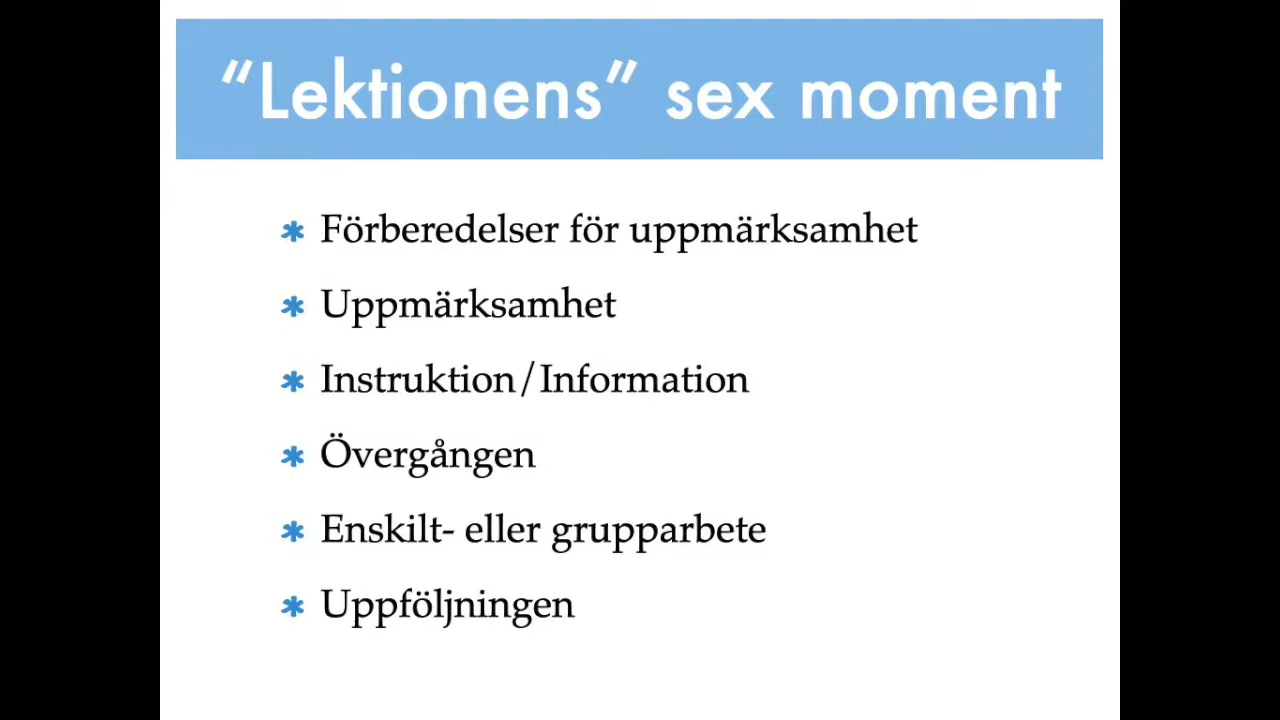 “Lektionens” sex moment
Förberedelser för uppmärksamhet
Uppmärksamhet
Instruktion/Information
Övergången
Enskilt- eller grupparbete
Uppföljningen